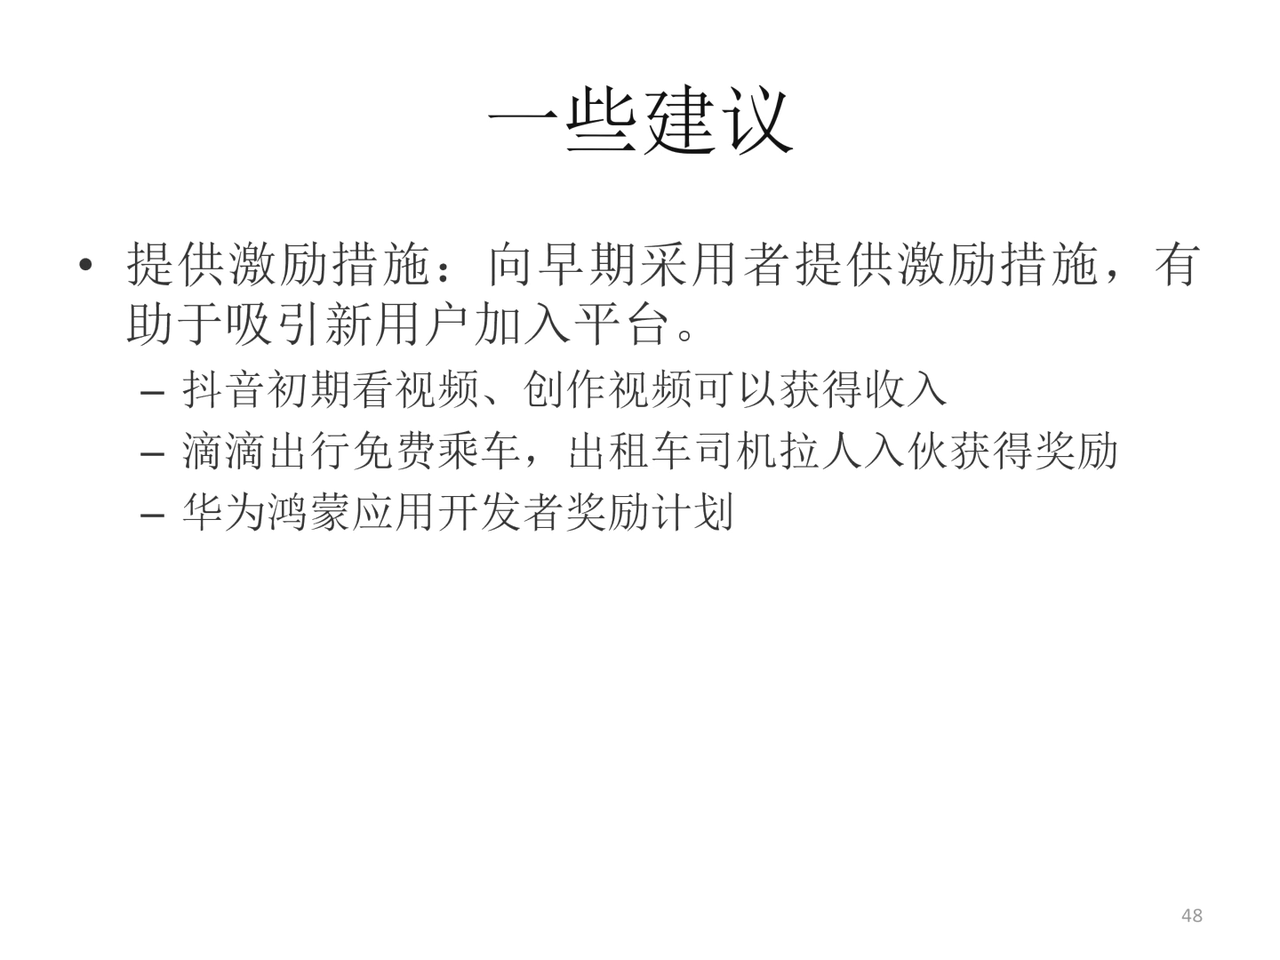 一些建议
• 提供激励措施：向早期采用者提供激励措施，有
助于吸引新用户加入平台。
– 抖音初期看视频、创作视频可以获得收入
– 滴滴出行免费乘车，出租车司机拉人入伙获得奖励
– 华为鸿蒙应用开发者奖励计划
48